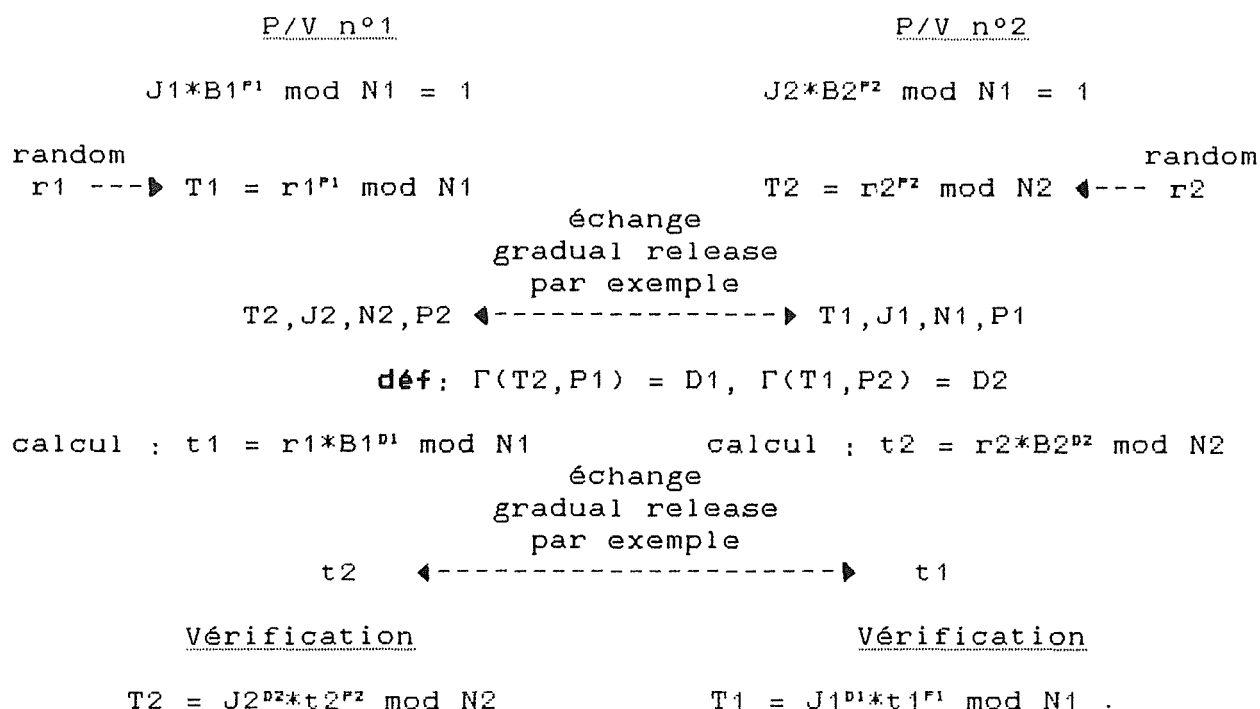 P/V n°1 P/V n°2
J1*B1^P1 mod N1 = 1 J2*B2^P2 mod N1 = 1
random random
r1 ---▶ T1 = r1^P1 mod N1 T2 = r2^P2 mod N2 ◀--- r2
échange
gradual release
par exemple
T2,J2,N2,P2 ◀---------------▶ T1,J1,N1,P1
déf: Γ(T2,P1) = D1, Γ(T1,P2) = D2
calcul : t1 = r1*B1^D1 mod N1 calcul : t2 = r2*B2^D2 mod N2
échange
gradual release
par exemple
t2 ◀----------------------▶ t1
Vérification Vérification
T2 = J2^D2*t2^P2 mod N2 T1 = J1^D1*t1^P1 mod N1 .